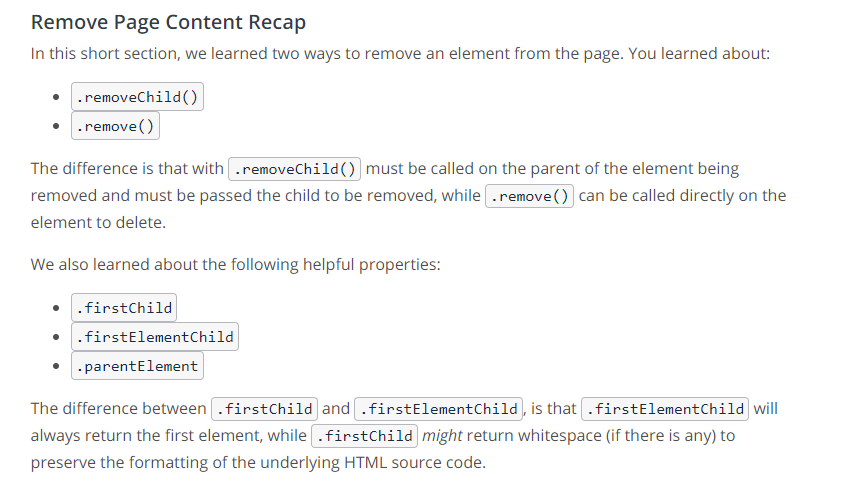 Remove Page Content Recap
In this short section, we learned two ways to remove an element from the page. You learned about:
• .removeChild()
• .remove()
The difference is that with .removeChild() must be called on the parent of the element being
removed and must be passed the child to be removed, while .remove() can be called directly on the
element to delete.
We also learned about the following helpful properties:
• .firstChild
• .firstElementChild
• .parentElement
The difference between .firstChild and .firstElementChild, is that .firstElementChild will
always return the first element, while .firstChild might return whitespace (if there is any) to
preserve the formatting of the underlying HTML source code.